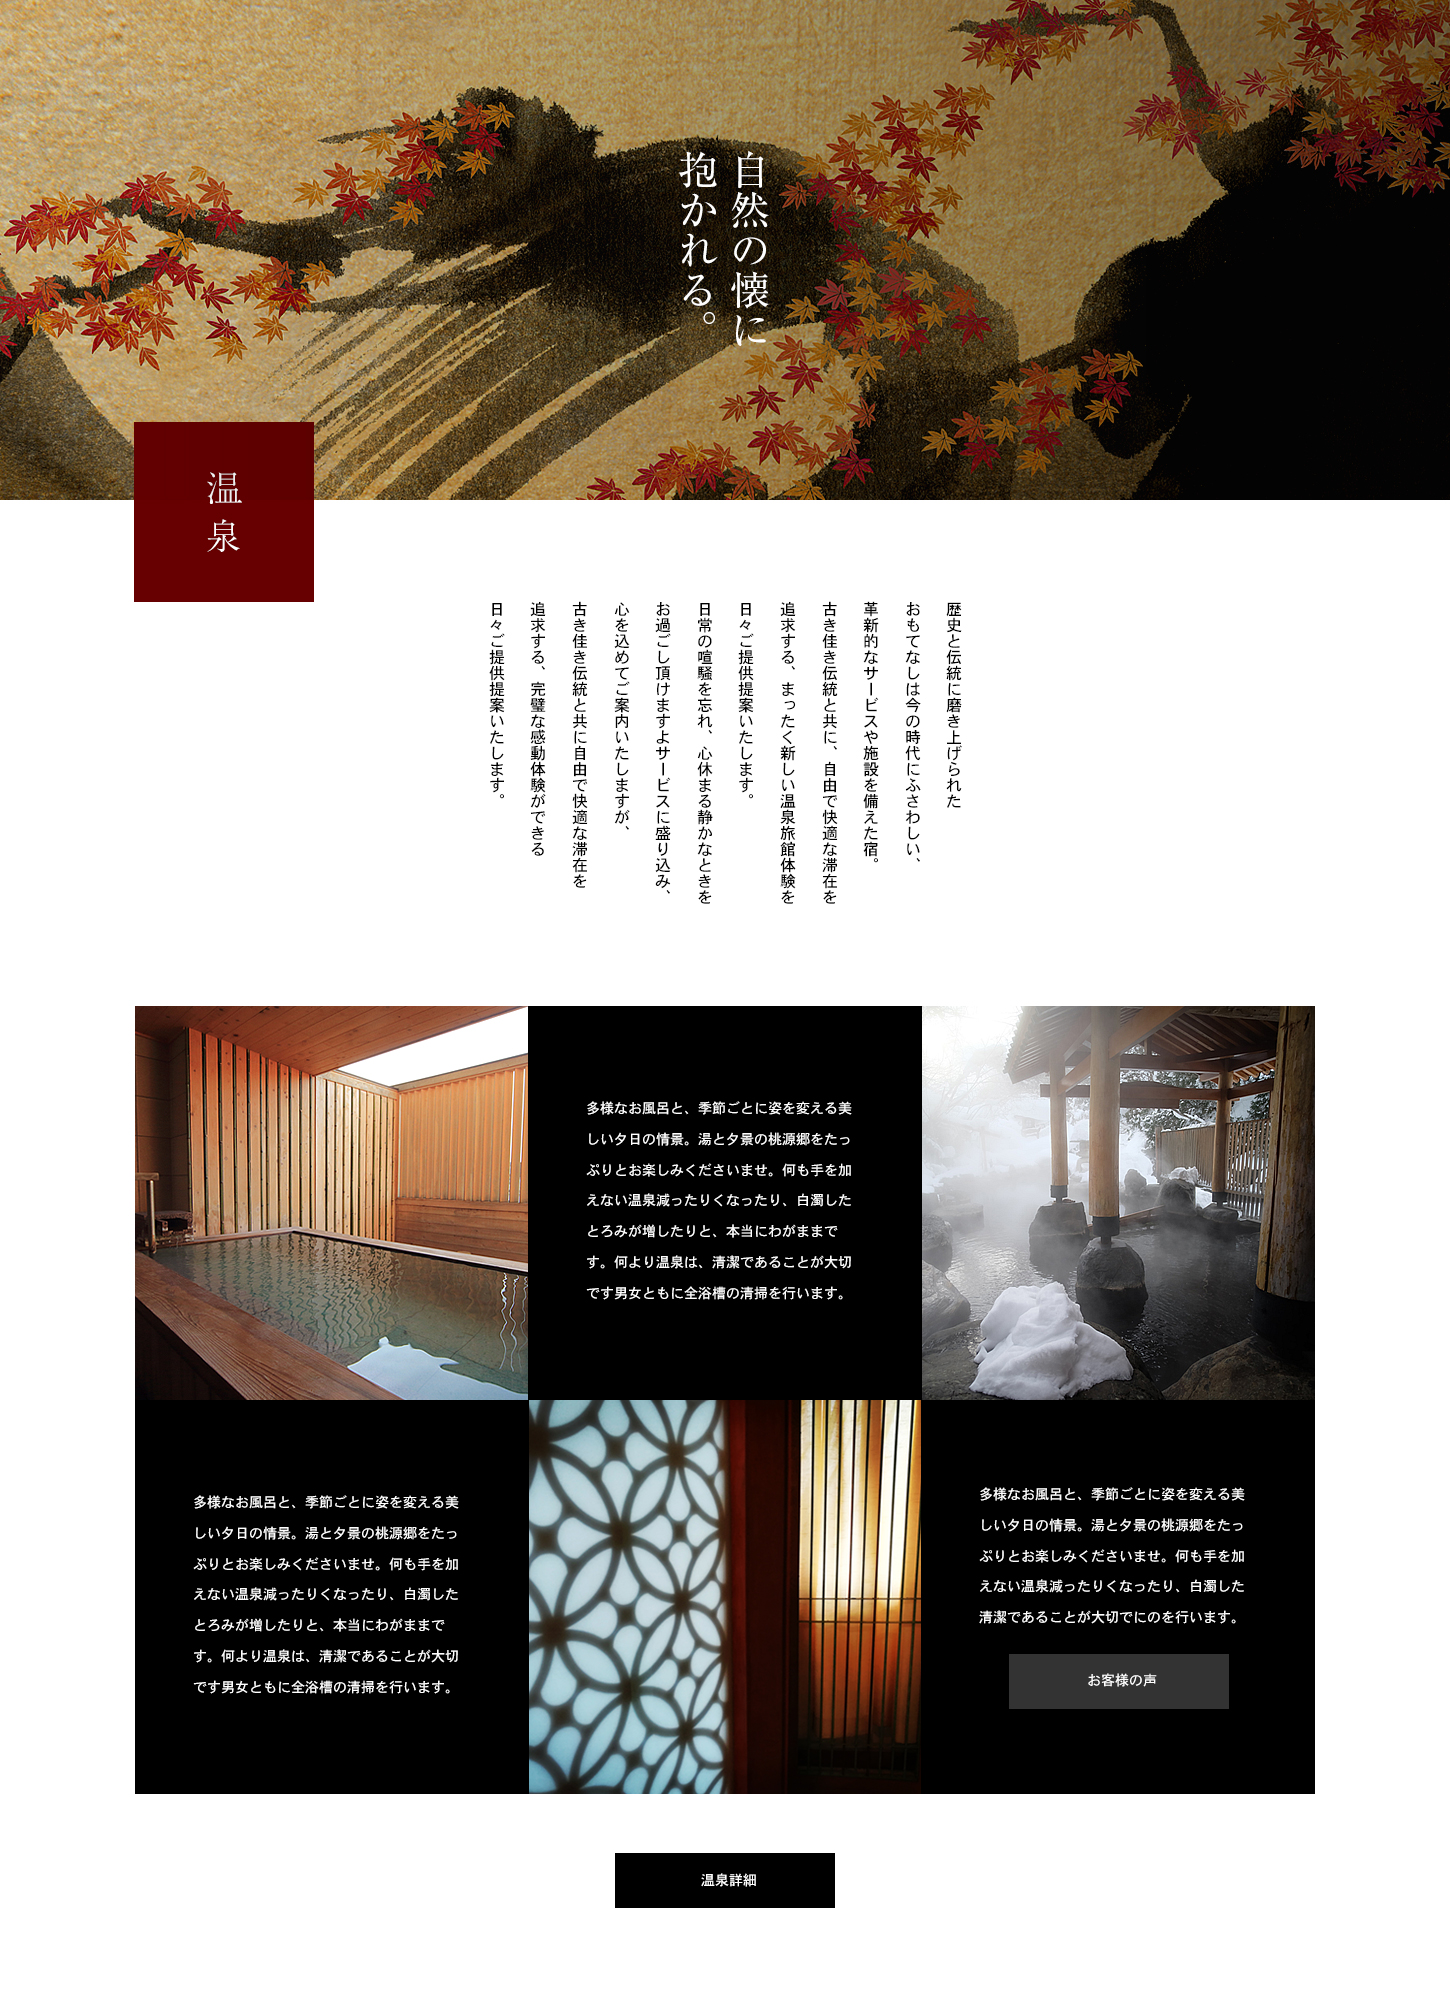 自然の懐に
抱かれる。
温泉
歴史と伝統に磨き上げられた
おもてなしは今の時代にふさわしい、
革新的なサービスや施設を備えた宿。
古き佳き伝統と共に、自由で快適な滞在を
追求する、まったく新しい温泉旅館体験を
日々ご提供提案いたします。
日常の喧騒を忘れ、心休まる静かなときを
お過ごし頂けますよサービスに盛り込み、
心を込めてご案内いたしますが、
古き佳き伝統と共に自由で快適な滞在を
追求する、完璧な感動体験ができる
日々ご提供提案いたします。
多様なお風呂と、季節ごとに姿を変える美
しい夕日の情景。湯と夕景の桃源郷をたっ
ぷりとお楽しみくださいませ。何も手を加
えない温泉減ったりくなったり、白濁した
とろみが増したりと、本当にわがままで
す。何より温泉は、清潔であることが大切
です男女ともに全浴槽の清掃を行います。
多様なお風呂と、季節ごとに姿を変える美
しい夕日の情景。湯と夕景の桃源郷をたっ
ぷりとお楽しみくださいませ。何も手を加
えない温泉減ったりくなったり、白濁した
とろみが増したりと、本当にわがままで
す。何より温泉は、清潔であることが大切
です男女ともに全浴槽の清掃を行います。
多様なお風呂と、季節ごとに姿を変える美
しい夕日の情景。湯と夕景の桃源郷をたっ
ぷりとお楽しみくださいませ。何も手を加
えない温泉減ったりくなったり、白濁した
清潔であることが大切でにのを行います。
お客様の声
温泉詳細